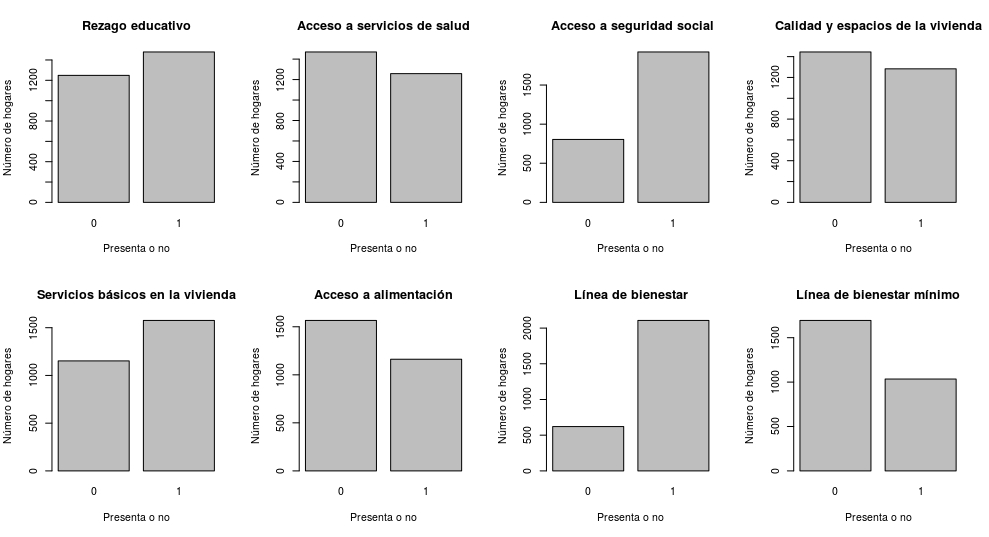 Rezago educativo
Número de hogares
0
400
800
1200
0
1
Presenta o no
Acceso a servicios de salud
Número de hogares
0
400
800
1200
0
1
Presenta o no
Acceso a seguridad social
Número de hogares
0
500
1000
1500
0
1
Presenta o no
Calidad y espacios de la vivienda
Número de hogares
0
400
800
1200
0
1
Presenta o no
Servicios básicos en la vivienda
Número de hogares
0
500
1000
1500
0
1
Presenta o no
Acceso a alimentación
Número de hogares
0
500
1000
1500
0
1
Presenta o no
Línea de bienestar
Número de hogares
0
500
1000
1500
2000
0
1
Presenta o no
Línea de bienestar mínimo
Número de hogares
0
500
1000
1500
0
1
Presenta o no